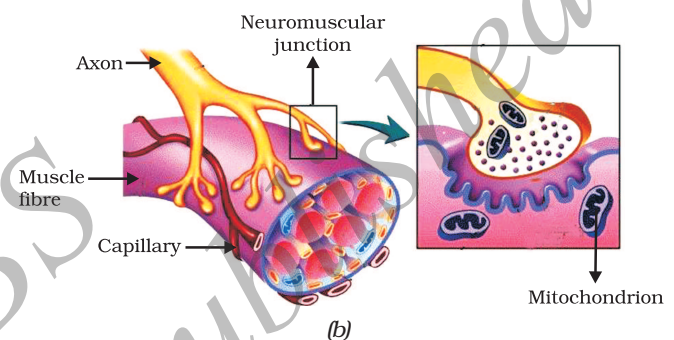 Neuromuscular
junction
Axon
Muscle
fibre
Capillary
Mitochondrion
(b)